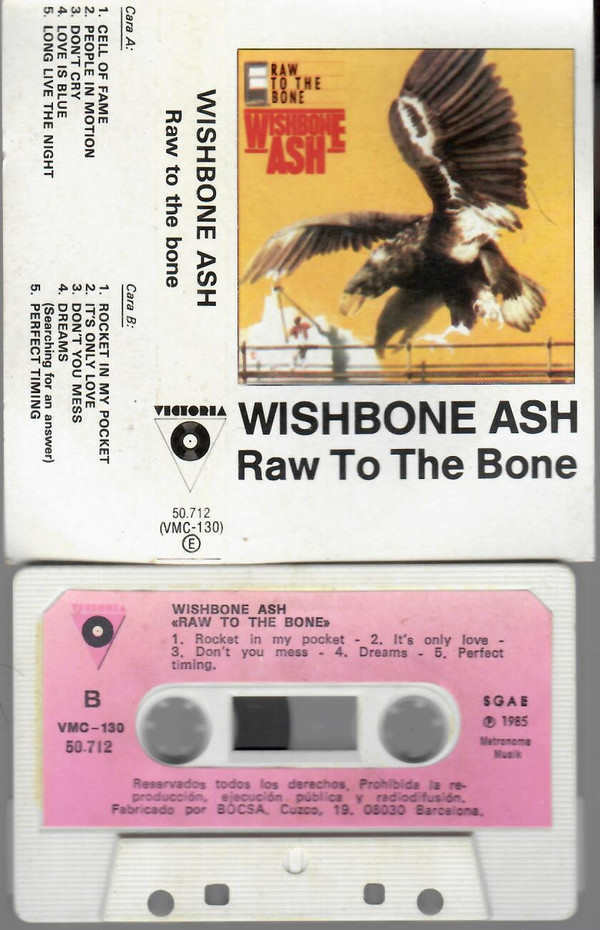 Cara A:
1. CELL OF FAME
2. PEOPLE IN MOTION
3. DON'T CRY
4. LOVE IS BLUE
5. LONG LIVE THE NIGHT
Cara B:
1. ROCKET IN MY POCKET
2. IT'S ONLY LOVE
3. DON'T YOU MESS
4. DREAMS
(Searching for an answer)
5. PERFECT TIMING
WISHBONE ASH
Raw to the bone
VICTORIA
50.712
(VMC-130)
E
RAW
TO THE
BONE
WISHBONE
ASH
WISHBONE ASH
Raw To The Bone
VICTORIA
WISHBONE ASH
«RAW TO THE BONE»
1. Rocket in my pocket - 2. It's only love -
3. Don't you mess - 4. Dreams - 5. Perfect
timing.
B
VMC-130
50.712
SGAE
℗ 1985
Metronome
Musik
Reservados todos los derechos. Prohibida la re-
producción, ejecución pública y radiodifusión.
Fabricado por BOCSA. Cuzco, 19. 08030 Barcelona.